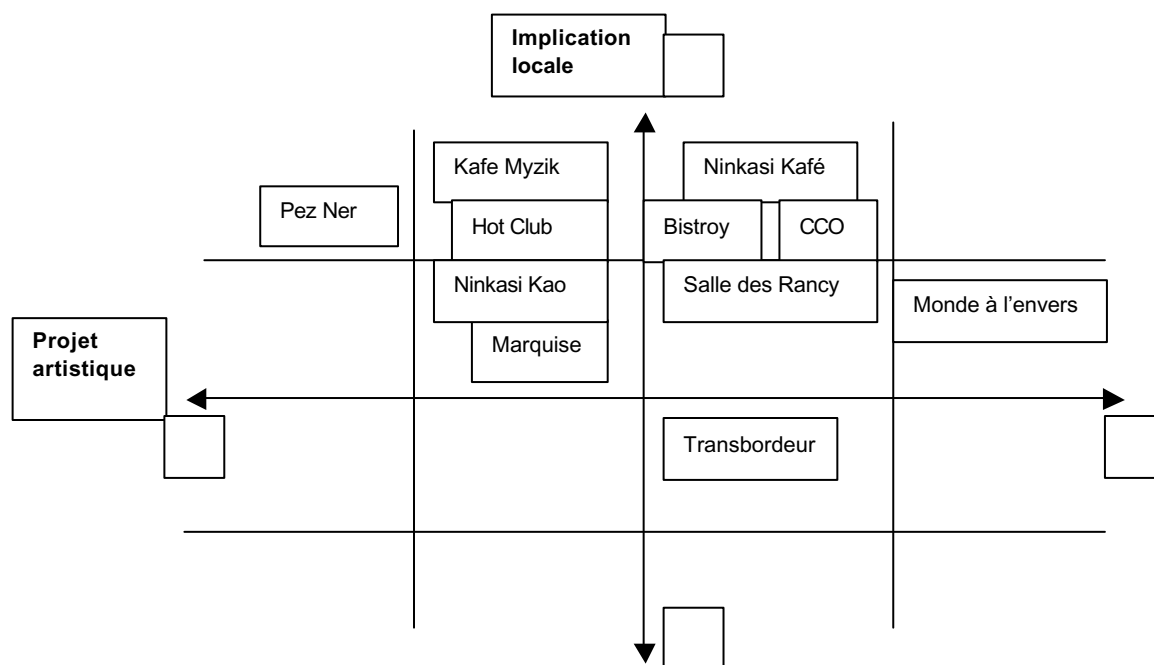 Implication
locale
Kafe Myzik
Ninkasi Kafé
Pez Ner
Hot Club
Bistroy
CCO
Ninkasi Kao
Salle des Rancy
Monde à l'envers
Projet
artistique
Marquise
Transbordeur